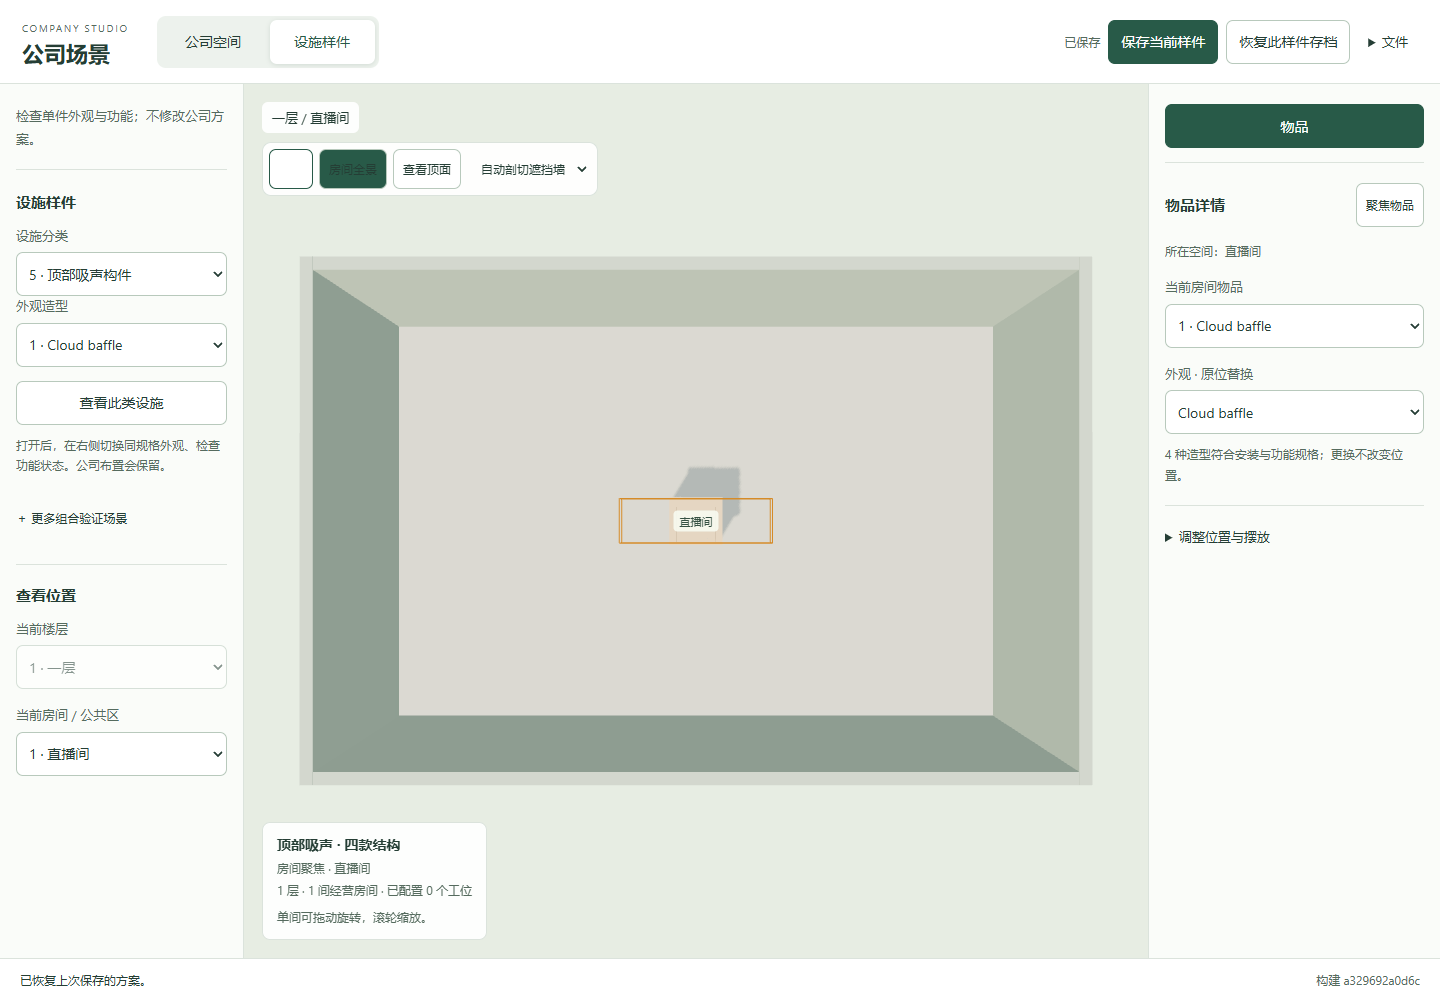 COMPANY STUDIO
公司场景
公司空间
设施样件
已保存
保存当前样件
恢复此样件存档
文件
检查单件外观与功能；不修改公司方
案。
设施样件
设施分类
5 · 顶部吸声构件
外观造型
1 · Cloud baffle
查看此类设施
打开后，在右侧切换同规格外观、检查
功能状态。公司布置会保留。
+ 更多组合验证场景
查看位置
当前楼层
1 · 一层
当前房间 / 公共区
1 · 直播间
一层 / 直播间
房间全景
查看顶面
自动剖切遮挡墙
直播间
顶部吸声 · 四款结构
房间聚焦 · 直播间
1 层 · 1 间经营房间 · 已配置 0 个工位
单间可拖动旋转，滚轮缩放。
物品
物品详情
聚焦物品
所在空间：直播间
当前房间物品
1 · Cloud baffle
外观 · 原位替换
Cloud baffle
4 种造型符合安装与功能规格；更换不改变位
置。
调整位置与摆放
已恢复上次保存的方案。
构建 a329692a0d6c